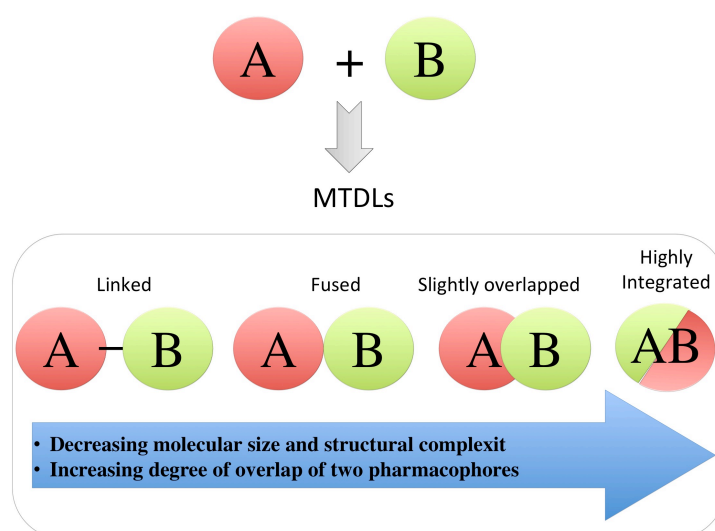 A + B
MTDLs
Linked
Fused
Slightly overlapped
Highly
Integrated
A – B
A B
A B
AB
• Decreasing molecular size and structural complexit
• Increasing degree of overlap of two pharmacophores